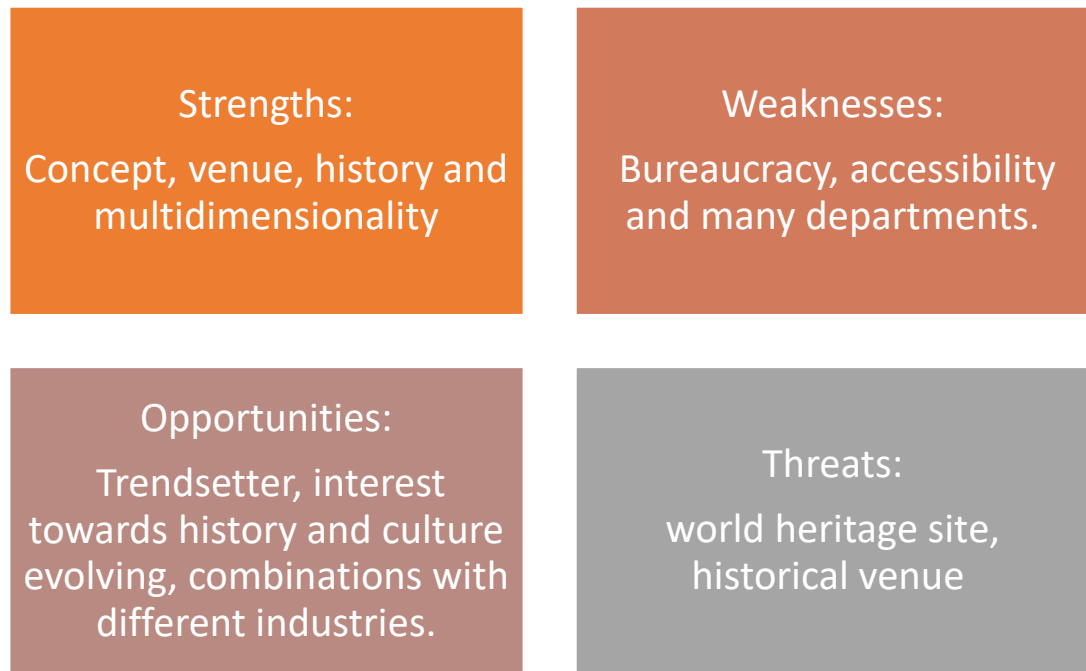 Strengths:
Concept, venue, history and
multidimensionality
Weaknesses:
Bureaucracy, accessibility
and many departments.
Opportunities:
Trendsetter, interest
towards history and culture
evolving, combinations with
different industries.
Threats:
world heritage site,
historical venue